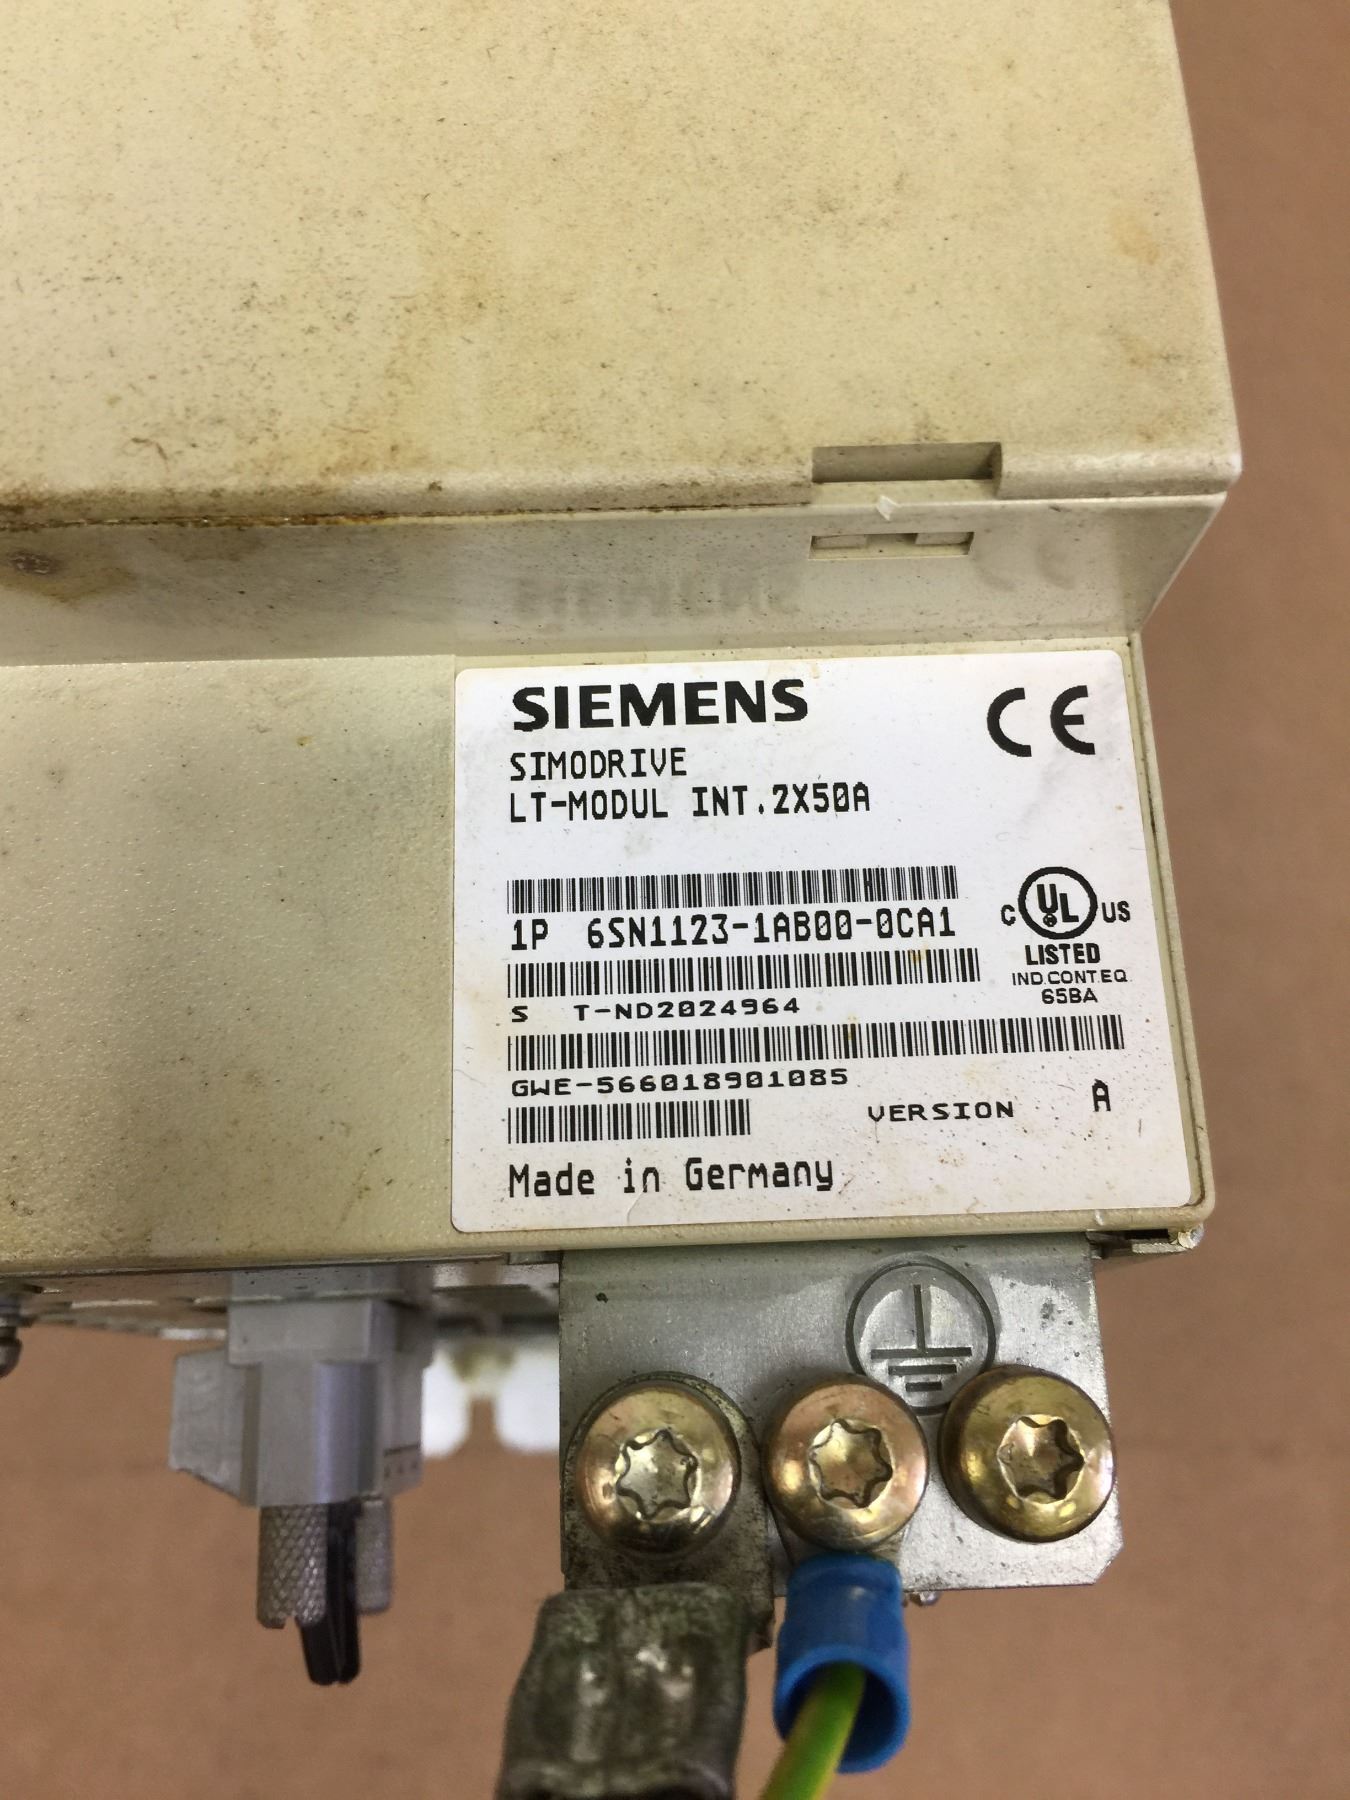 SIEMENS
CE
SIMODRIVE
LT-MODUL INT.2X50A
1P 6SN1123-1AB00-0CA1
C UL US
LISTED
IND.CONT.EQ.
65BA
S T-ND2024964
GWE-566018901085
VERSION A
Made in Germany